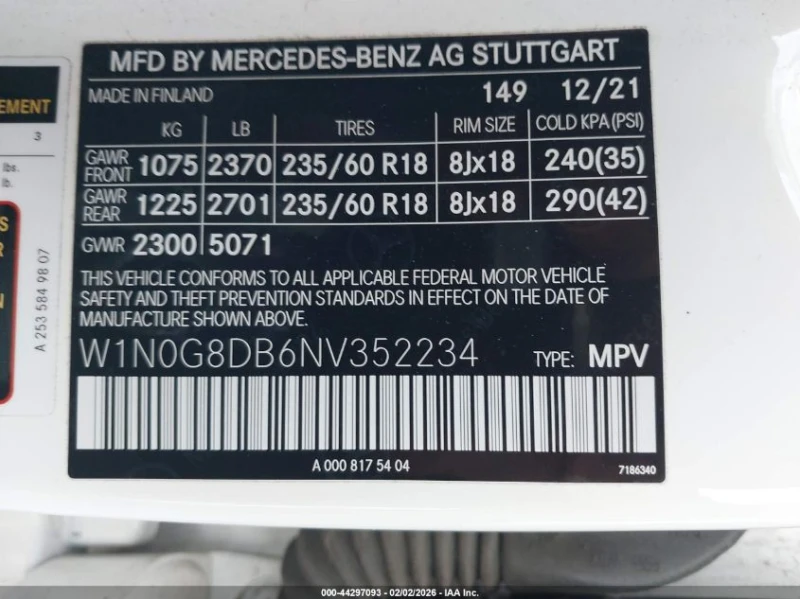 MFD BY MERCEDES-BENZ AG STUTTGART
MADE IN FINLAND 149 12/21
KG LB TIRES RIM SIZE COLD KPA(PSI)
GAWR FRONT 1075 2370 235/60 R18 8Jx18 240(35)
GAWR REAR 1225 2701 235/60 R18 8Jx18 290(42)
GVWR 2300 5071
THIS VEHICLE CONFORMS TO ALL APPLICABLE FEDERAL MOTOR VEHICLE
SAFETY AND THEFT PREVENTION STANDARDS IN EFFECT ON THE DATE OF
MANUFACTURE SHOWN ABOVE.
W1N0G8DB6NV352234 TYPE: MPV
A 000 817 54 04
7186340
EMENT
3
lbs.
lb.
S
R
N
A 253 584 98 07
000-44297093 - 02/02/2026 - IAA Inc.